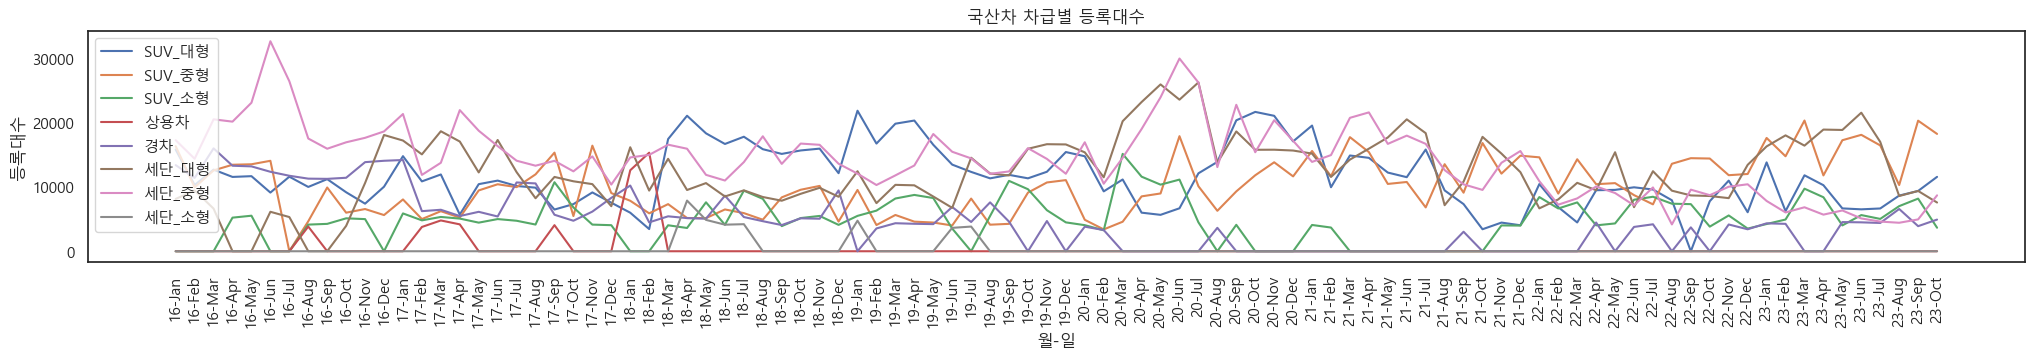 국산차 차급별 등록대수
등록대수
30000
20000
10000
0
SUV_대형
SUV_중형
SUV_소형
상용차
경차
세단_대형
세단_중형
세단_소형
16-Jan
16-Feb
16-Mar
16-Apr
16-May
16-Jun
16-Jul
16-Aug
16-Sep
16-Oct
16-Nov
16-Dec
17-Jan
17-Feb
17-Mar
17-Apr
17-May
17-Jun
17-Jul
17-Aug
17-Sep
17-Oct
17-Nov
17-Dec
18-Jan
18-Feb
18-Mar
18-Apr
18-May
18-Jun
18-Jul
18-Aug
18-Sep
18-Oct
18-Nov
18-Dec
19-Jan
19-Feb
19-Mar
19-Apr
19-May
19-Jun
19-Jul
19-Aug
19-Sep
19-Oct
19-Nov
19-Dec
20-Jan
20-Feb
20-Mar
20-Apr
20-May
20-Jun
20-Jul
20-Aug
20-Sep
20-Oct
20-Nov
20-Dec
21-Jan
21-Feb
21-Mar
21-Apr
21-May
21-Jun
21-Jul
21-Aug
21-Sep
21-Oct
21-Nov
21-Dec
22-Jan
22-Feb
22-Mar
22-Apr
22-May
22-Jun
22-Jul
22-Aug
22-Sep
22-Oct
22-Nov
22-Dec
23-Jan
23-Feb
23-Mar
23-Apr
23-May
23-Jun
23-Jul
23-Aug
23-Sep
23-Oct
월-일